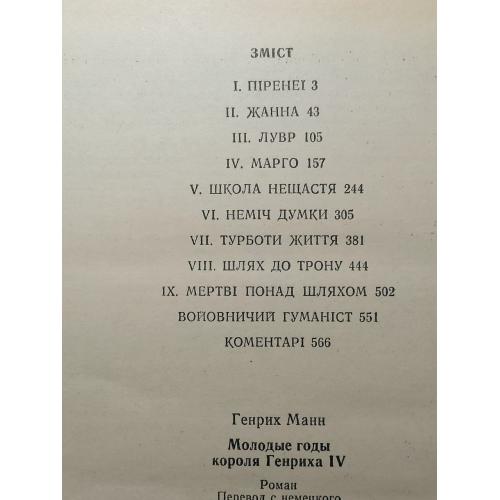 ЗМІСТ
I. ПІРЕНЕЇ 3
II. ЖАННА 43
III. ЛУВР 105
IV. МАРГО 157
V. ШКОЛА НЕЩАСТЯ 244
VI. НЕМІЧ ДУМКИ 305
VII. ТУРБОТИ ЖИТТЯ 381
VIII. ШЛЯХ ДО ТРОНУ 444
IX. МЕРТВІ ПОНАД ШЛЯХОМ 502
ВОЙОВНИЧИЙ ГУМАНІСТ 551
КОМЕНТАРІ 566
Генрих Манн
Молодые годы
короля Генриха IV
Роман
Перевод с немецкого